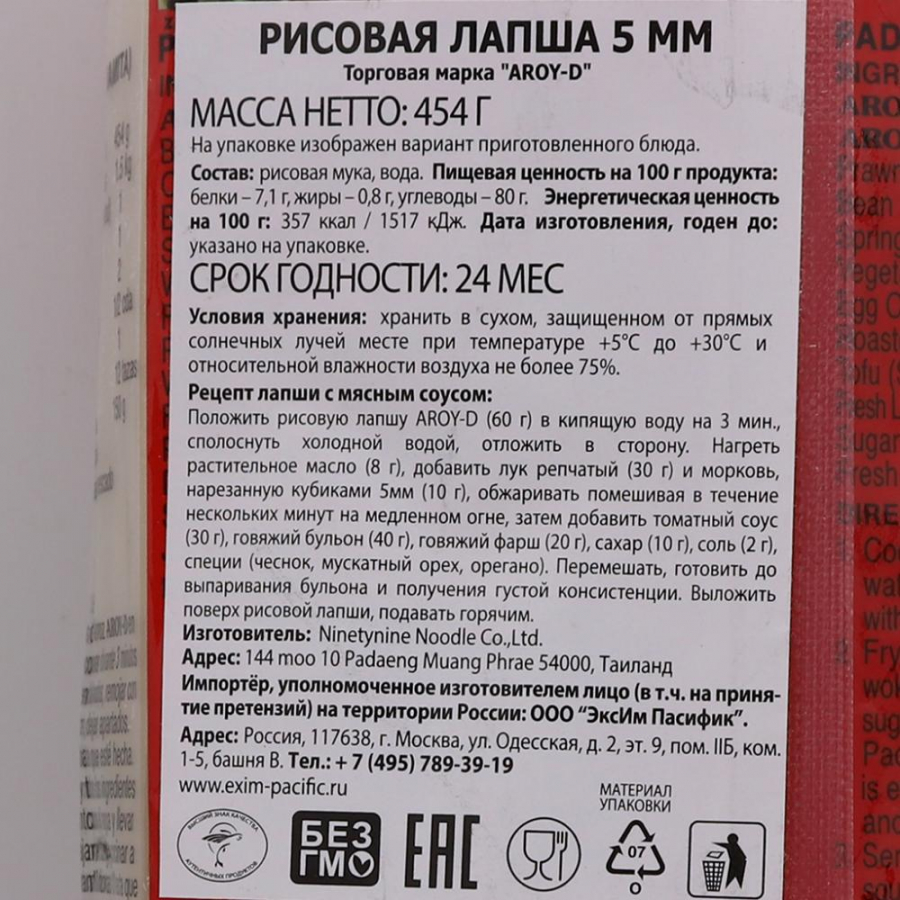 РИСОВАЯ ЛАПША 5 ММ
Торговая марка "AROY-D"
МАССА НЕТТО: 454 Г
На упаковке изображен вариант приготовленного блюда.
Состав: рисовая мука, вода. Пищевая ценность на 100 г продукта:
белки – 7,1 г, жиры – 0,8 г, углеводы – 80 г. Энергетическая ценность
на 100 г: 357 ккал / 1517 кДж. Дата изготовления, годен до:
указано на упаковке.
СРОК ГОДНОСТИ: 24 МЕС
Условия хранения: хранить в сухом, защищенном от прямых
солнечных лучей месте при температуре +5°C до +30°C и
относительной влажности воздуха не более 75%.
Рецепт лапши с мясным соусом:
Положить рисовую лапшу AROY-D (60 г) в кипящую воду на 3 мин.,
сполоснуть холодной водой, отложить в сторону. Нагреть
растительное масло (8 г), добавить лук репчатый (30 г) и морковь,
нарезанную кубиками 5мм (10 г), обжаривать помешивая в течение
нескольких минут на медленном огне, затем добавить томатный соус
(30 г), говяжий бульон (40 г), говяжий фарш (20 г), сахар (10 г), соль (2 г),
специи (чеснок, мускатный орех, орегано). Перемешать, готовить до
выпаривания бульона и получения густой консистенции. Выложить
поверх рисовой лапши, подавать горячим.
Изготовитель: Ninetynine Noodle Co.,Ltd.
Адрес: 144 moo 10 Padaeng Muang Phrae 54000, Таиланд
Импортёр, уполномоченное изготовителем лицо (в т.ч. на приня-
тие претензий) на территории России: ООО "ЭксИм Пасифик".
Адрес: Россия, 117638, г. Москва, ул. Одесская, д. 2, эт. 9, пом. IIБ, ком.
1-5, башня В. Тел.: + 7 (495) 789-39-19
www.exim-pacific.ru
МАТЕРИАЛ
УПАКОВКИ
ВЫСШИЙ ЗНАК КАЧЕСТВА
АУТЕНТИЧНЫХ ПРОДУКТОВ
БЕЗ
ГМО
EAC
07
O